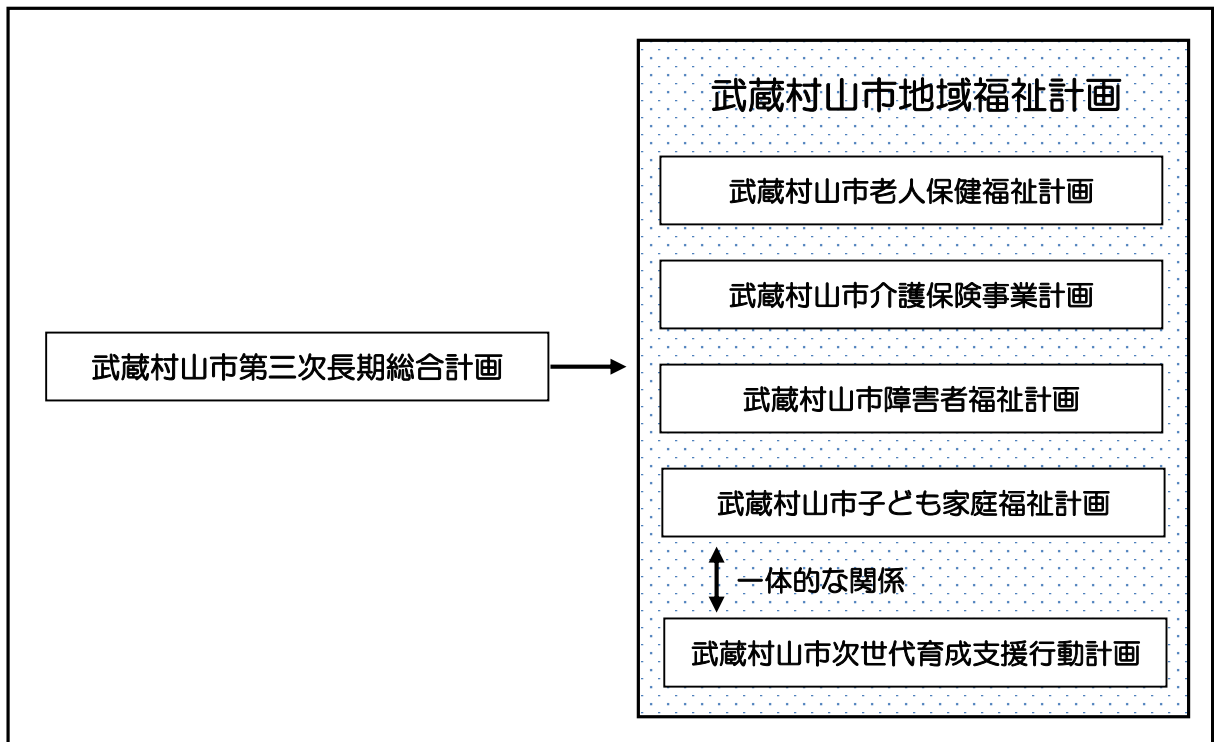 武蔵村山市地域福祉計画
武蔵村山市老人保健福祉計画
武蔵村山市介護保険事業計画
武蔵村山市第三次長期総合計画
武蔵村山市障害者福祉計画
武蔵村山市子ども家庭福祉計画
一体的な関係
武蔵村山市次世代育成支援行動計画